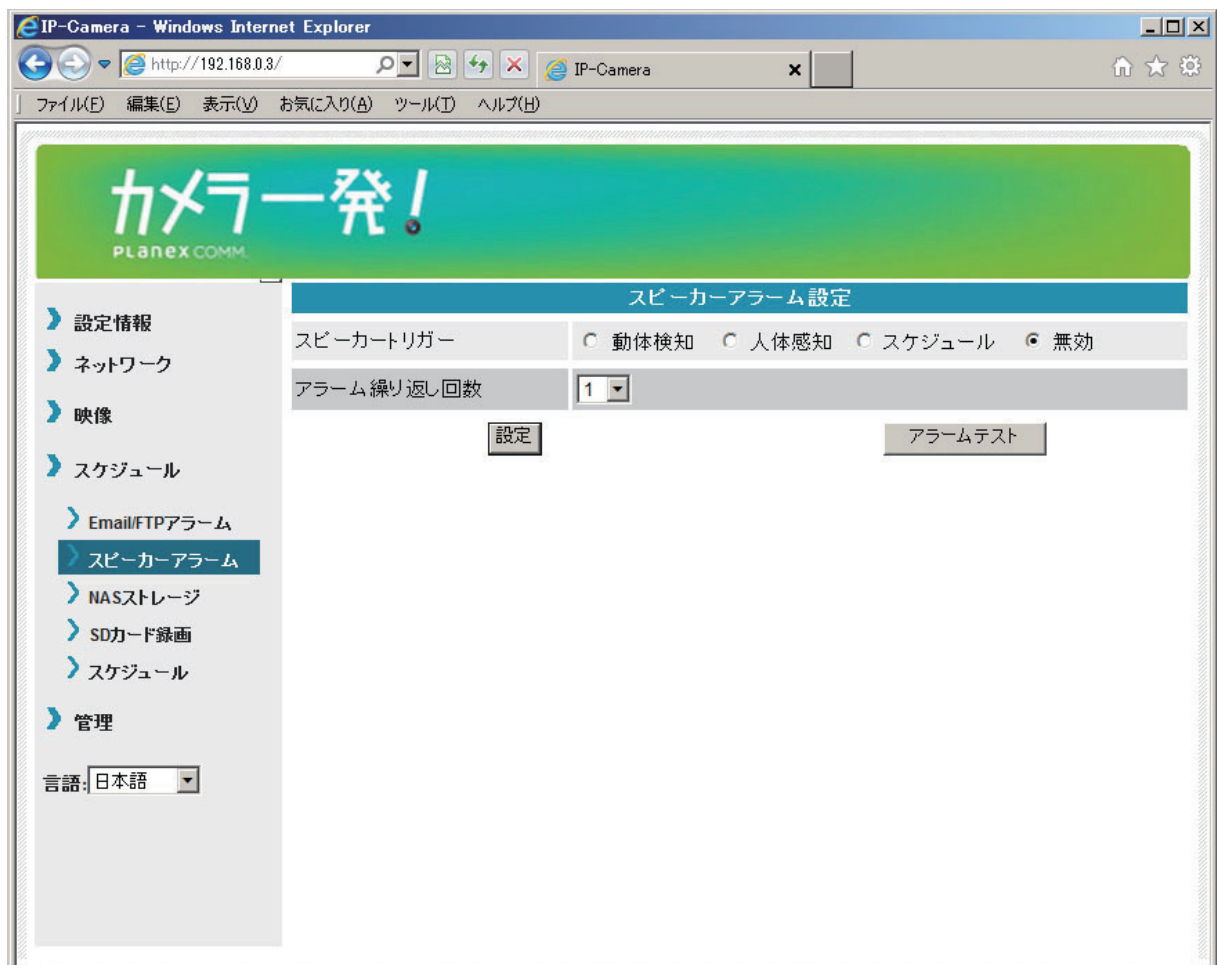 IP-Camera - Windows Internet Explorer
http://192.168.0.3/
IP-Camera
ファイル(F) 編集(E) 表示(V) お気に入り(A) ツール(T) ヘルプ(H)
カメラ一発!
PLANEX COMM.
設定情報
ネットワーク
映像
スケジュール
Email/FTPアラーム
スピーカーアラーム
NASストレージ
SDカード録画
スケジュール
管理
言語: 日本語
スピーカーアラーム設定
スピーカートリガー 動体検知 人体感知 スケジュール 無効
アラーム繰り返し回数 1
設定 アラームテスト